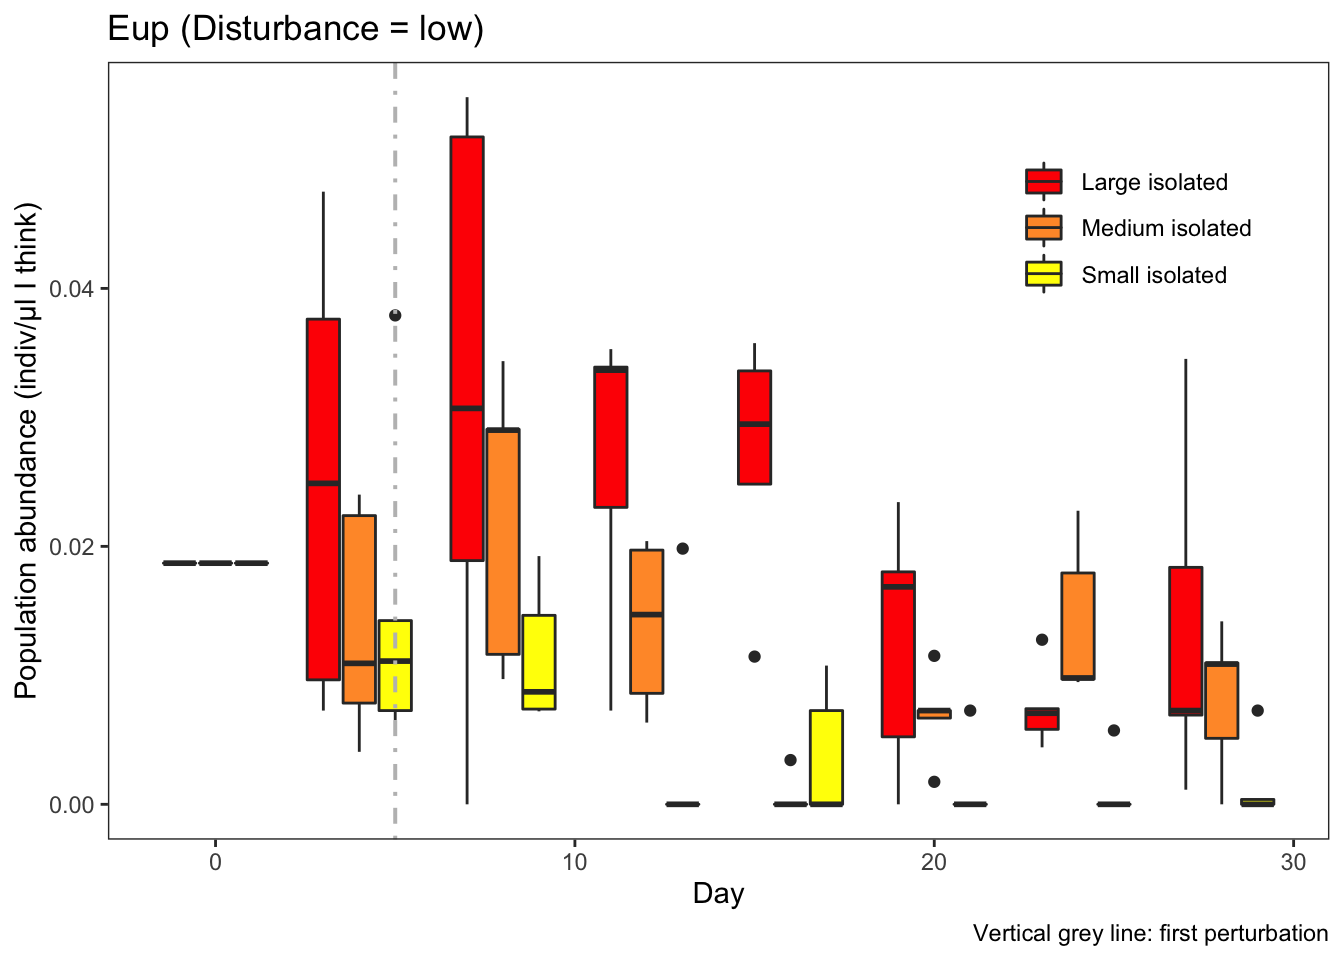 Eup (Disturbance = low)
Population abundance (indiv/μl I think)
0.04
0.02
0.00
Large isolated
Medium isolated
Small isolated
0 10 20 30
Day
Vertical grey line: first perturbation